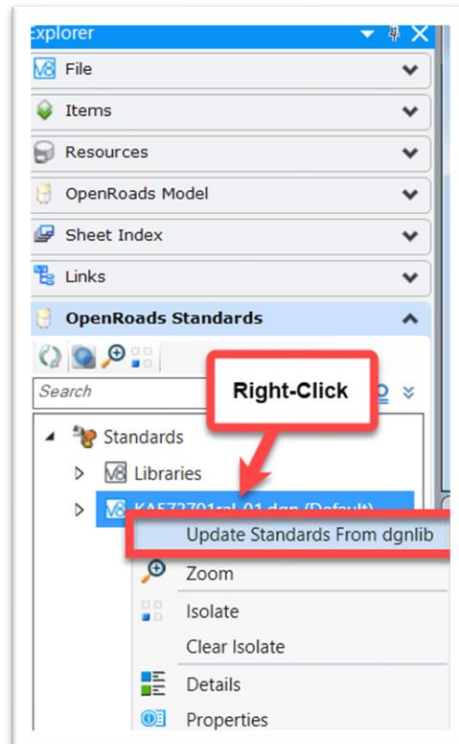 Explorer
File
Items
Resources
OpenRoads Model
Sheet Index
Links
OpenRoads Standards
Search
Right-Click
Standards
Libraries
(Default)
Update Standards From dgnlib
Zoom
Isolate
Clear Isolate
Details
Properties